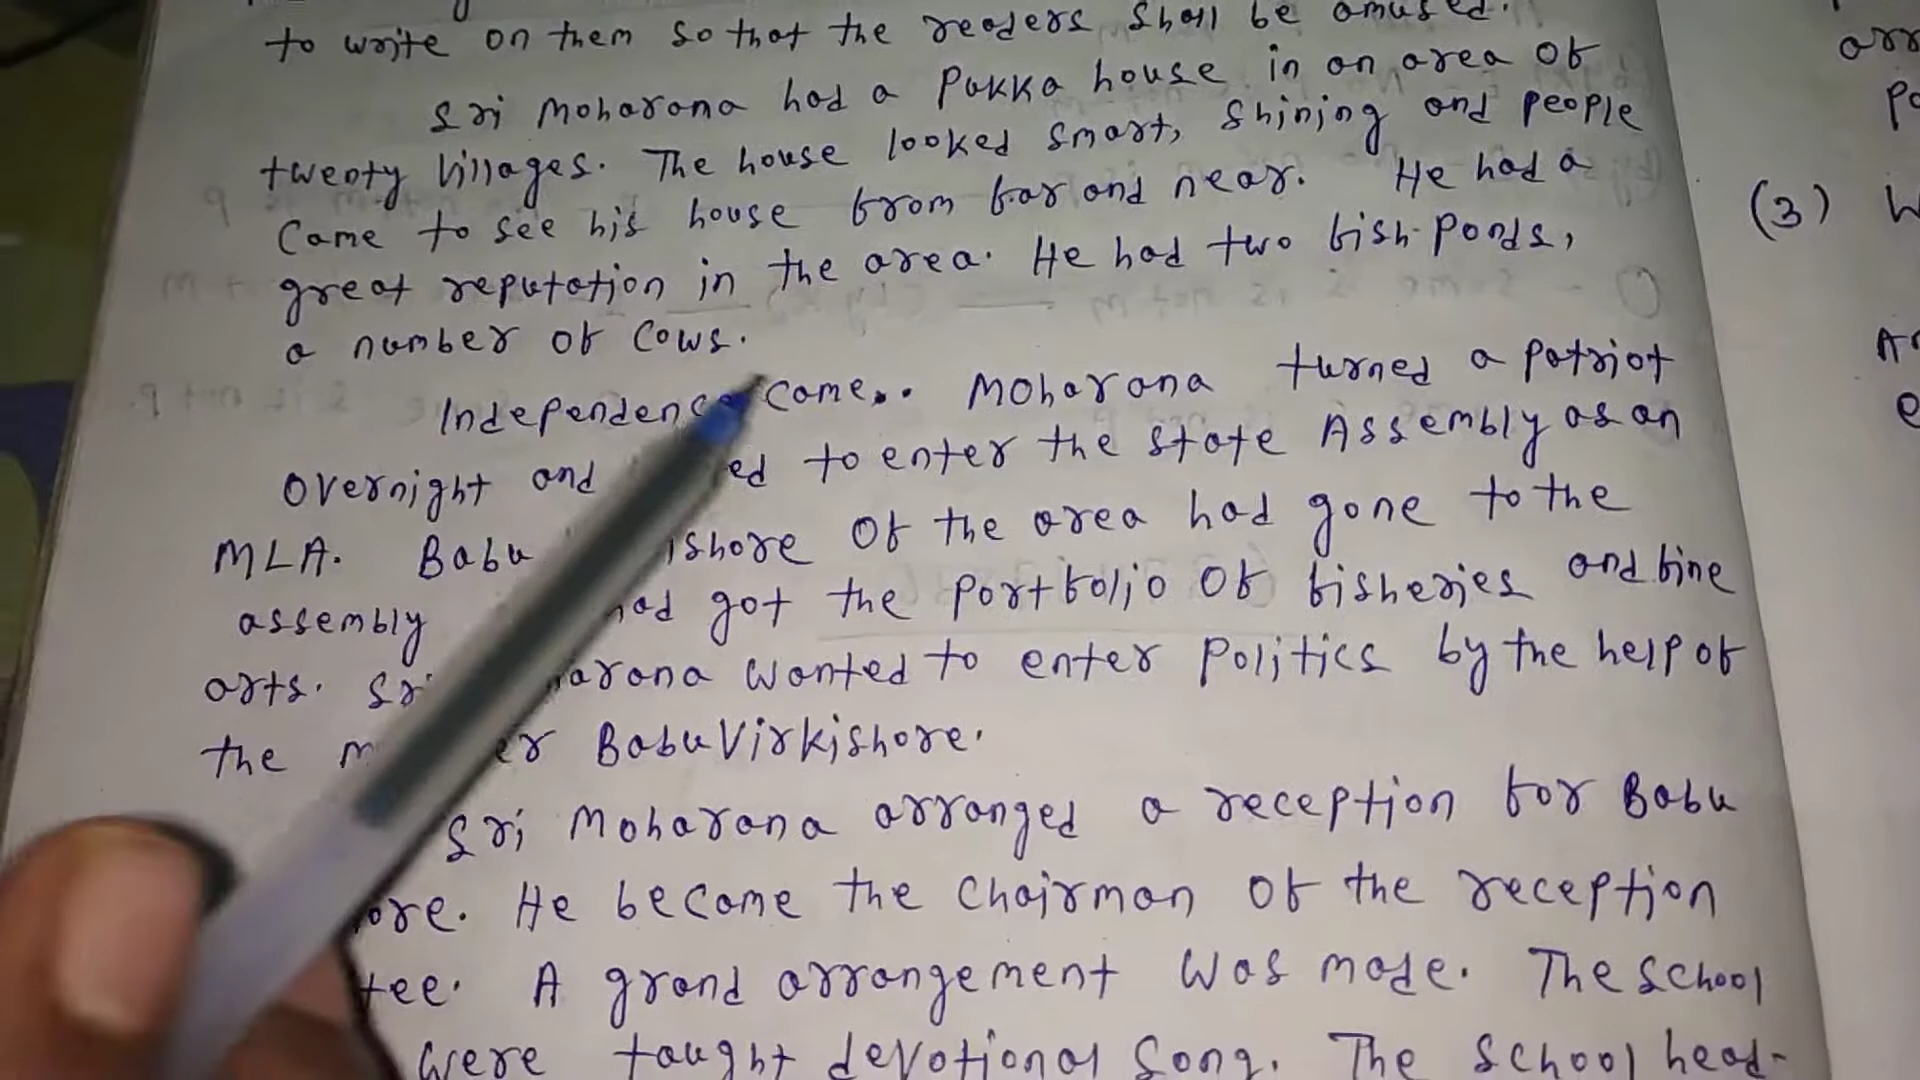 to write on them so that the readers shall be amused.
Sri Moharana had a Pukka house in an area of
twenty villages. The house looked smart, shining and people
came to see his house from far and near. He had a
great reputation in the area. He had two fish-ponds,
a number of cows.
Independence came. Moharana turned a patriot
overnight and ed to enter the state Assembly as an
MLA. Babu ishore of the area had gone to the
assembly had got the portfolio of fisheries and fine
arts. Sri arana wanted to enter politics by the help of
the m er Babu Virkishore.
Sri Moharana arranged a reception for Babu
ore. He became the chairman of the reception
tee. A grand arrangement was made. The school
were taught devotional song. The school head-
arr
(3)